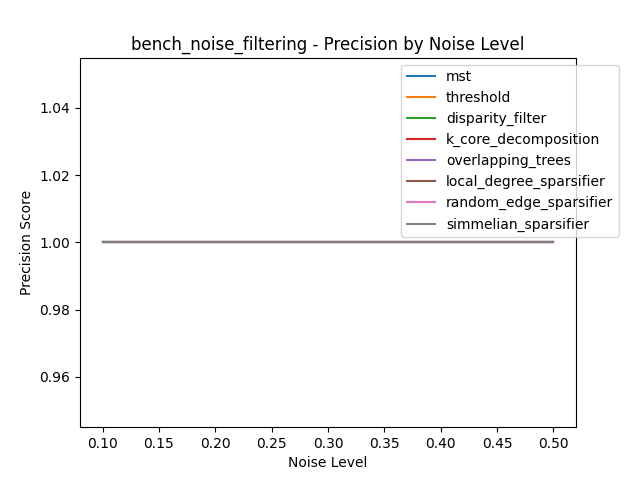 bench_noise_filtering - Precision by Noise Level
mst
threshold
disparity_filter
k_core_decomposition
overlapping_trees
local_degree_sparsifier
random_edge_sparsifier
simmelian_sparsifier
Precision Score
1.04
1.02
1.00
0.98
0.96
0.10 0.15 0.20 0.25 0.30 0.35 0.40 0.45 0.50
Noise Level